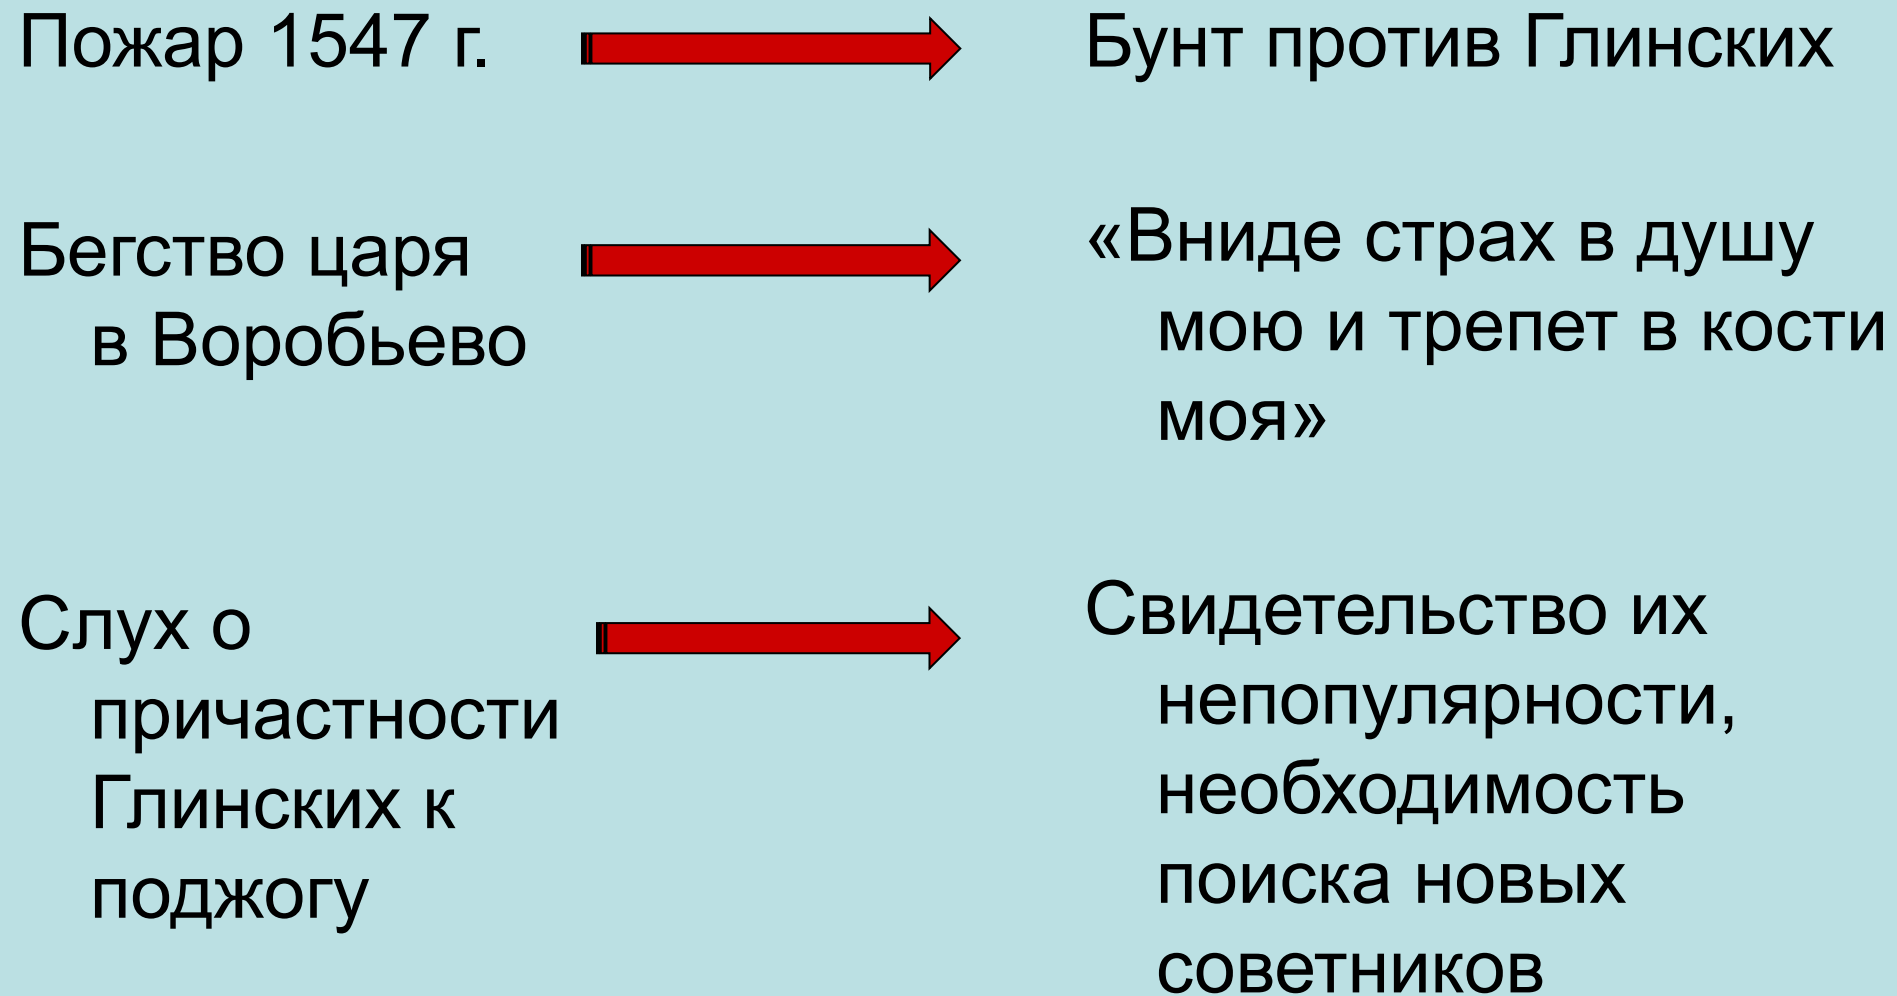 Пожар 1547 г.
Бунт против Глинских
Бегство царя
в Воробьево
«Вниде страх в душу
мою и трепет в кости
моя»
Слух о
причастности
Глинских к
поджогу
Свидетельство их
непопулярности,
необходимость
поиска новых
советников